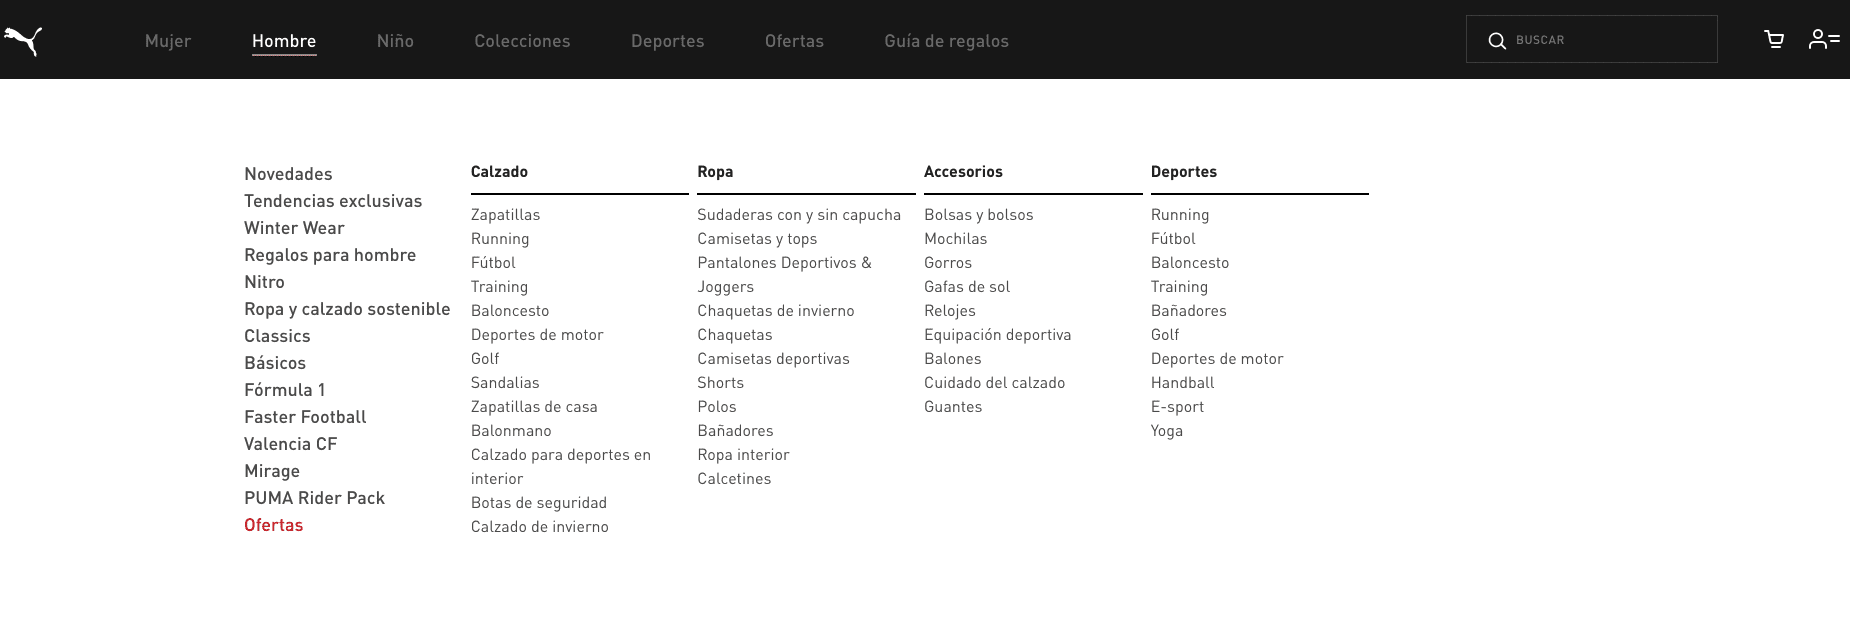 Mujer Hombre Niño Colecciones Deportes Ofertas Guía de regalos BUSCAR
Novedades
Tendencias exclusivas
Winter Wear
Regalos para hombre
Nitro
Ropa y calzado sostenible
Classics
Básicos
Fórmula 1
Faster Football
Valencia CF
Mirage
PUMA Rider Pack
Ofertas
Calzado
Zapatillas
Running
Fútbol
Training
Baloncesto
Deportes de motor
Golf
Sandalias
Zapatillas de casa
Balonmano
Calzado para deportes en
interior
Botas de seguridad
Calzado de invierno
Ropa
Sudaderas con y sin capucha
Camisetas y tops
Pantalones Deportivos &
Joggers
Chaquetas de invierno
Chaquetas
Camisetas deportivas
Shorts
Polos
Bañadores
Ropa interior
Calcetines
Accesorios
Bolsas y bolsos
Mochilas
Gorros
Gafas de sol
Relojes
Equipación deportiva
Balones
Cuidado del calzado
Guantes
Deportes
Running
Fútbol
Baloncesto
Training
Bañadores
Golf
Deportes de motor
Handball
E-sport
Yoga